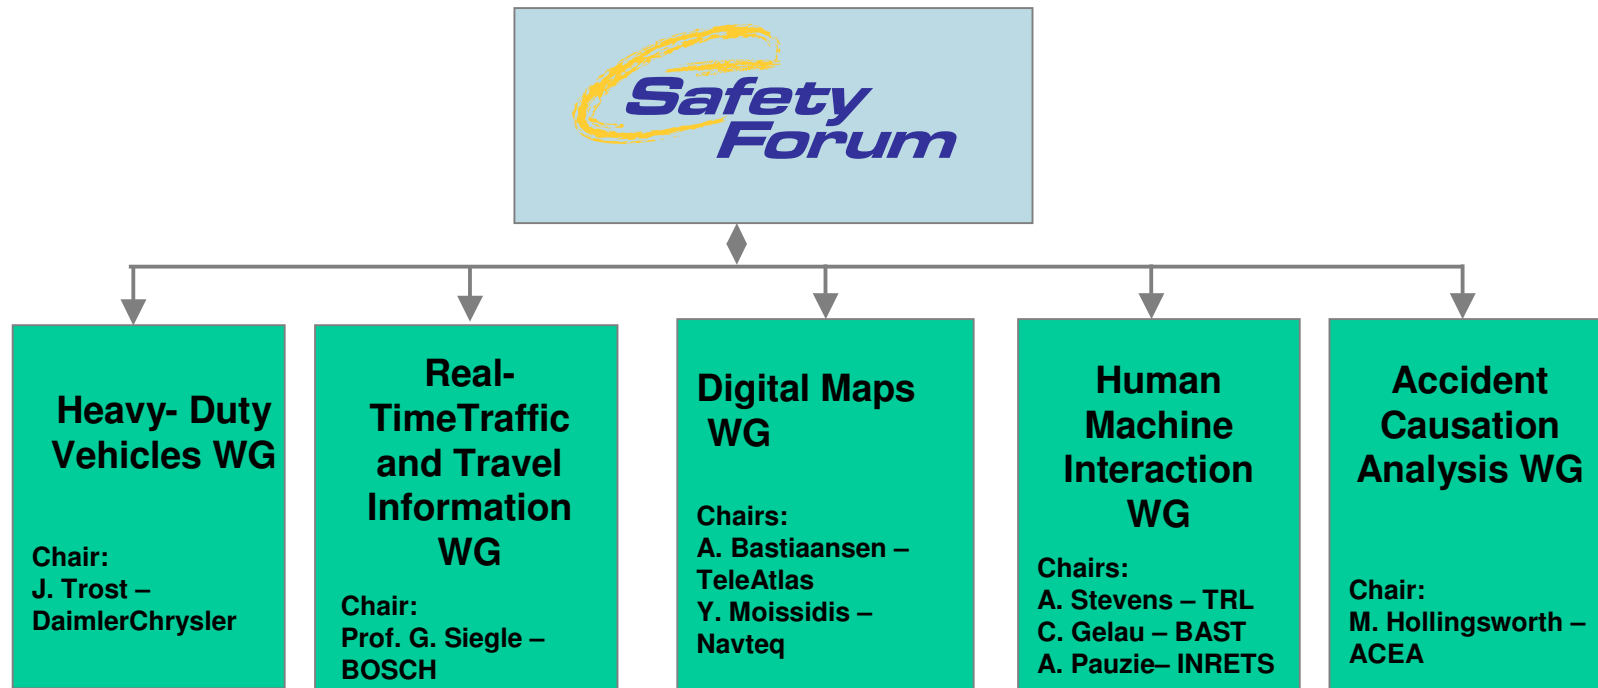 Safety
Forum
Heavy- Duty
Vehicles WG
Chair:
J. Trost –
DaimlerChrysler
Real-
TimeTraffic
and Travel
Information
WG
Chair:
Prof. G. Siegle –
BOSCH
Digital Maps
WG
Chairs:
A. Bastiaansen –
TeleAtlas
Y. Moissidis –
Navteq
Human
Machine
Interaction
WG
Chairs:
A. Stevens – TRL
C. Gelau – BAST
A. Pauzie– INRETS
Accident
Causation
Analysis WG
Chair:
M. Hollingsworth –
ACEA